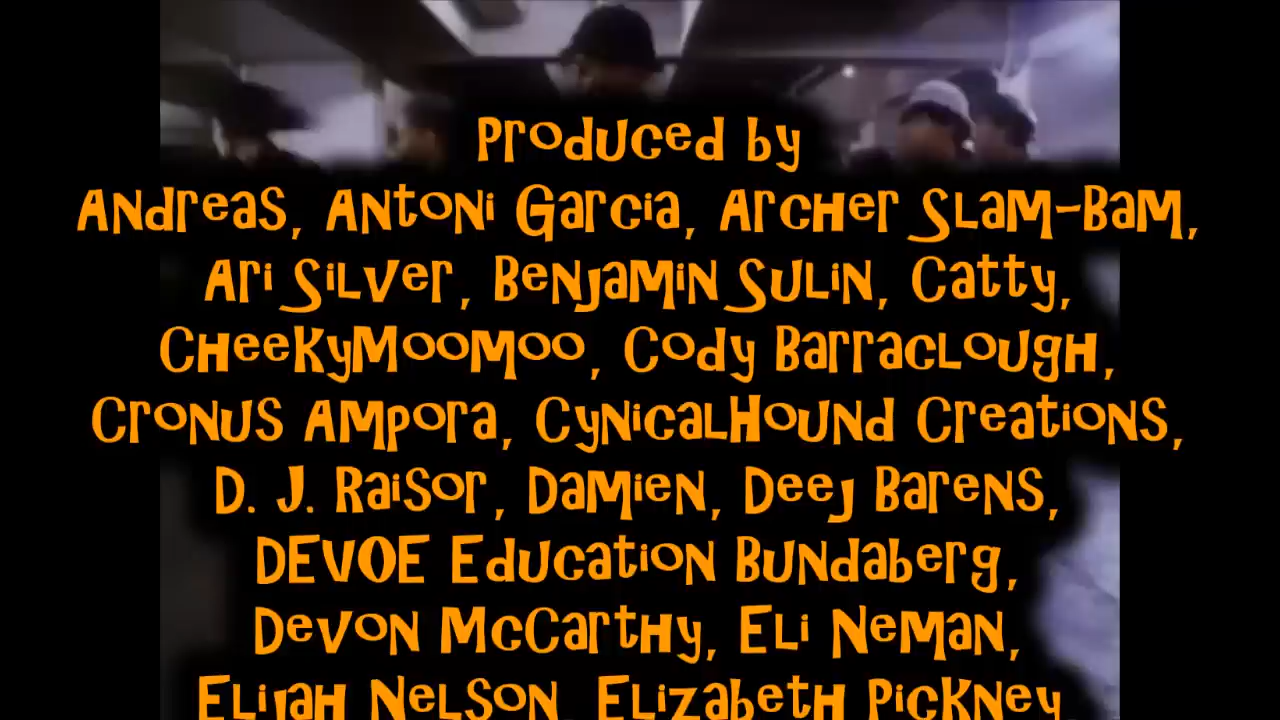 Produced by
Andreas, Antoni Garcia, Archer Slam-Bam,
Ari Silver, Benjamin Sulin, Catty,
CheekyMooMoo, Cody Barraclough,
Cronus Ampora, CynicalHound Creations,
D. J. Raisor, Damien, Deej Barens,
DEVOE Education Bundaberg,
Devon McCarthy, Eli Neman,
Elijah Nelson, Elizabeth Pickney